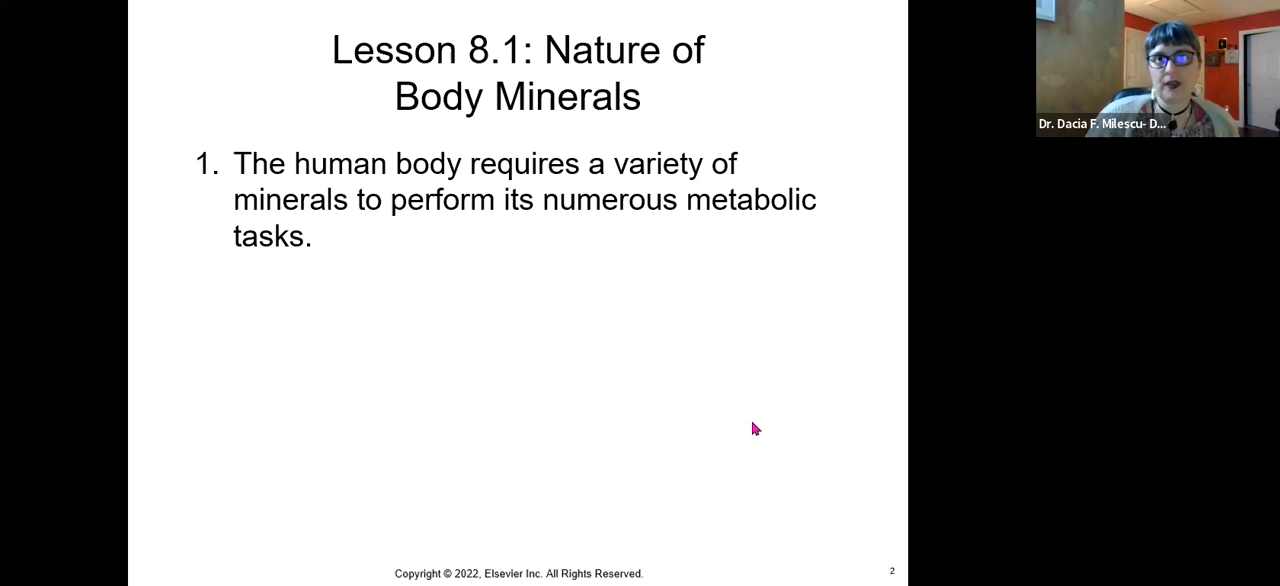 Lesson 8.1: Nature of
Body Minerals
1. The human body requires a variety of
minerals to perform its numerous metabolic
tasks.
Dr. Dacia F. Milescu- D...
Copyright © 2022, Elsevier Inc. All Rights Reserved.
2